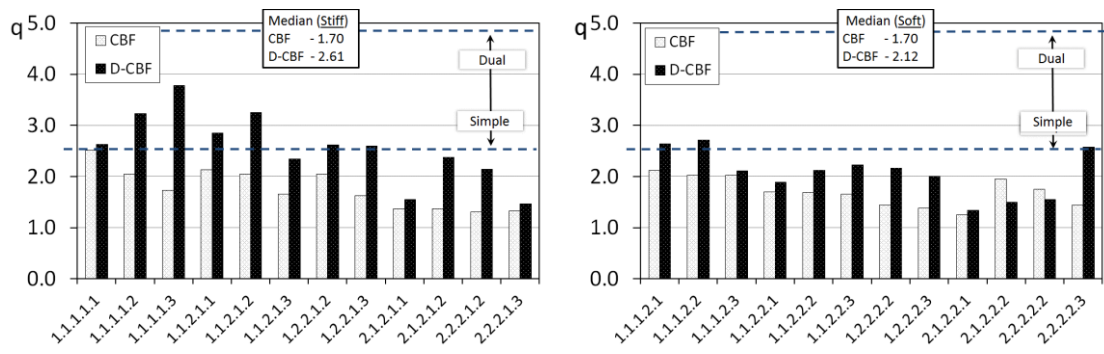 q
5.0
4.0
3.0
2.0
1.0
0.0
CBF
D-CBF
Median (Stiff)
CBF - 1.70
D-CBF - 2.61
Dual
Simple
1.1.1.1.1
1.1.1.1.2
1.1.1.1.3
1.1.2.1.1
1.1.2.1.2
1.1.2.1.3
1.2.2.1.2
1.2.2.1.3
2.1.2.1.1
2.1.2.1.2
2.2.2.1.2
2.2.2.1.3
q
5.0
4.0
3.0
2.0
1.0
0.0
CBF
D-CBF
Median (Soft)
CBF - 1.70
D-CBF - 2.12
Dual
Simple
1.1.1.2.1
1.1.1.2.2
1.1.1.2.3
1.1.2.2.1
1.1.2.2.2
1.1.2.2.3
1.2.2.2.2
1.2.2.2.3
2.1.2.2.1
2.1.2.2.2
2.2.2.2.2
2.2.2.2.3